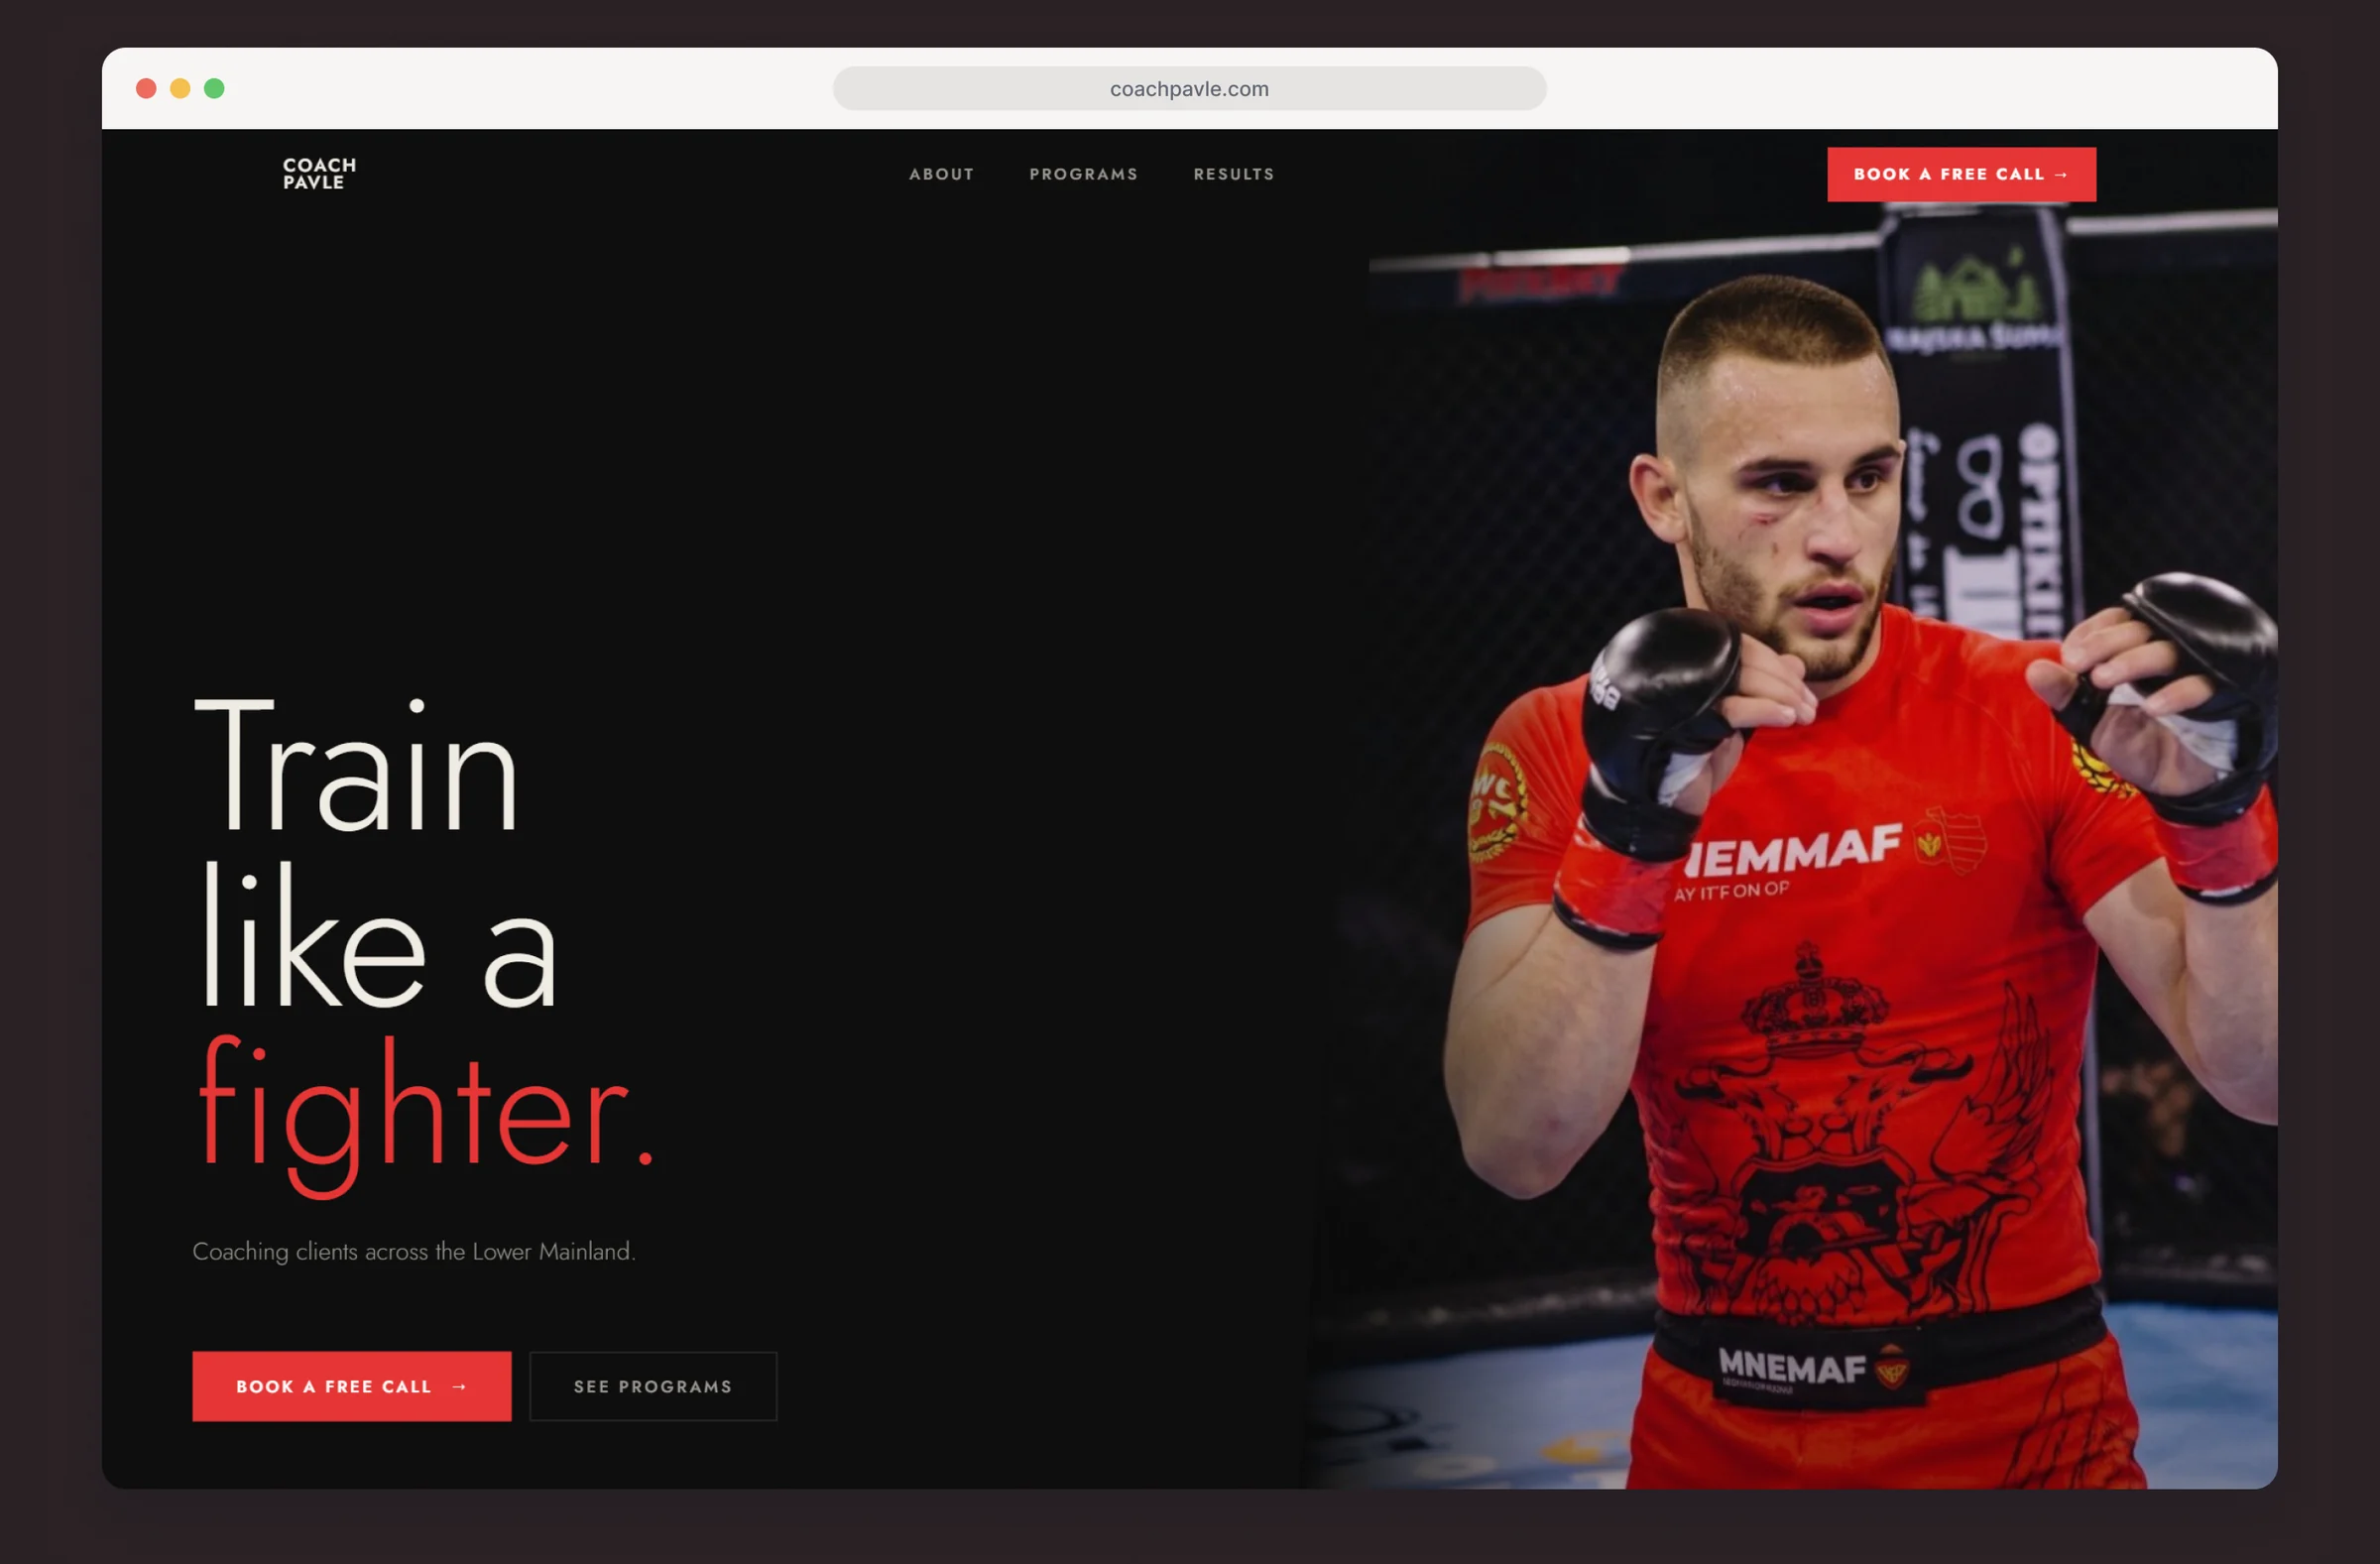 coachpavle.com
COACH
PAVLE
ABOUT
PROGRAMS
RESULTS
BOOK A FREE CALL →
Train
like a
fighter.
Coaching clients across the Lower Mainland.
BOOK A FREE CALL →
SEE PROGRAMS
NEMMAF
MNEMAF